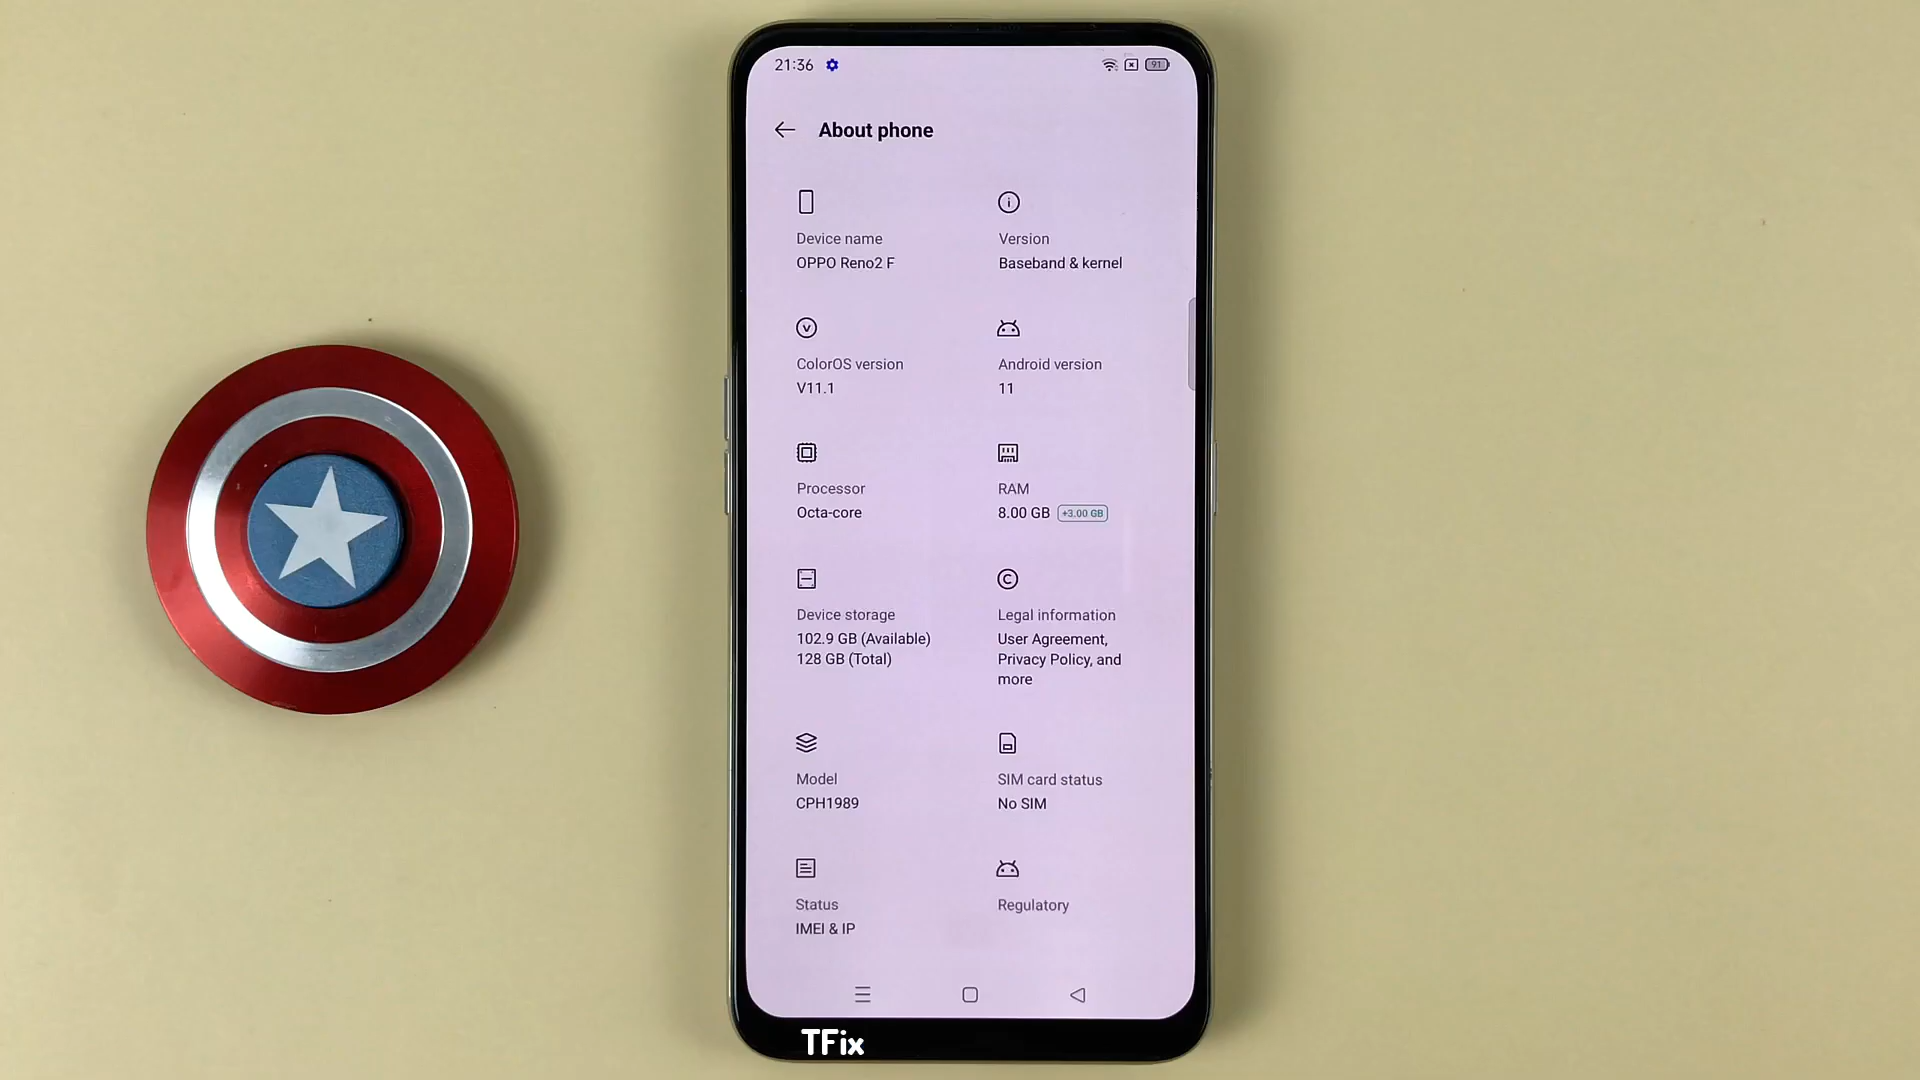 21:36
91
About phone
Device name
OPPO Reno2 F
Version
Baseband & kernel
ColorOS version
V11.1
Android version
11
Processor
Octa-core
RAM
8.00 GB +3.00 GB
Device storage
102.9 GB (Available)
128 GB (Total)
Legal information
User Agreement,
Privacy Policy, and
more
Model
CPH1989
SIM card status
No SIM
Status
IMEI & IP
Regulatory
TFix